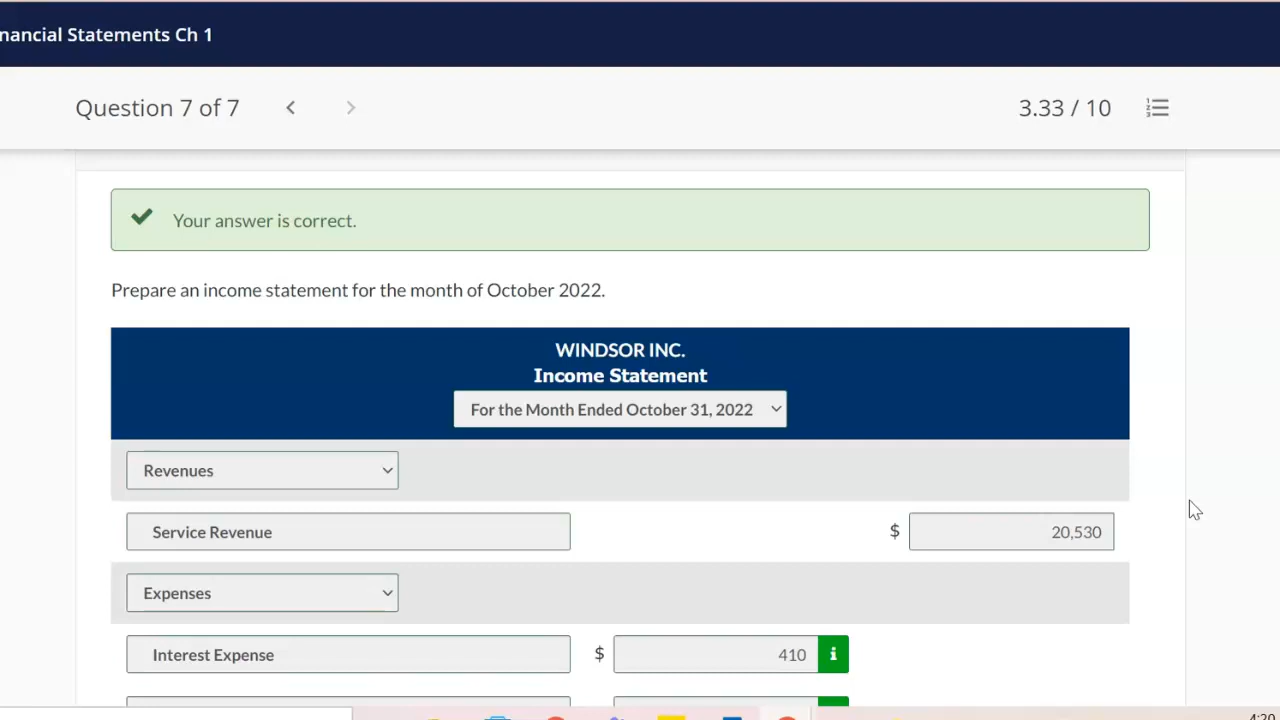 nancial Statements Ch 1
Question 7 of 7
3.33 / 10
Your answer is correct.
Prepare an income statement for the month of October 2022.
WINDSOR INC.
Income Statement
For the Month Ended October 31, 2022
Revenues
Service Revenue $ 20,530
Expenses
Interest Expense $ 410